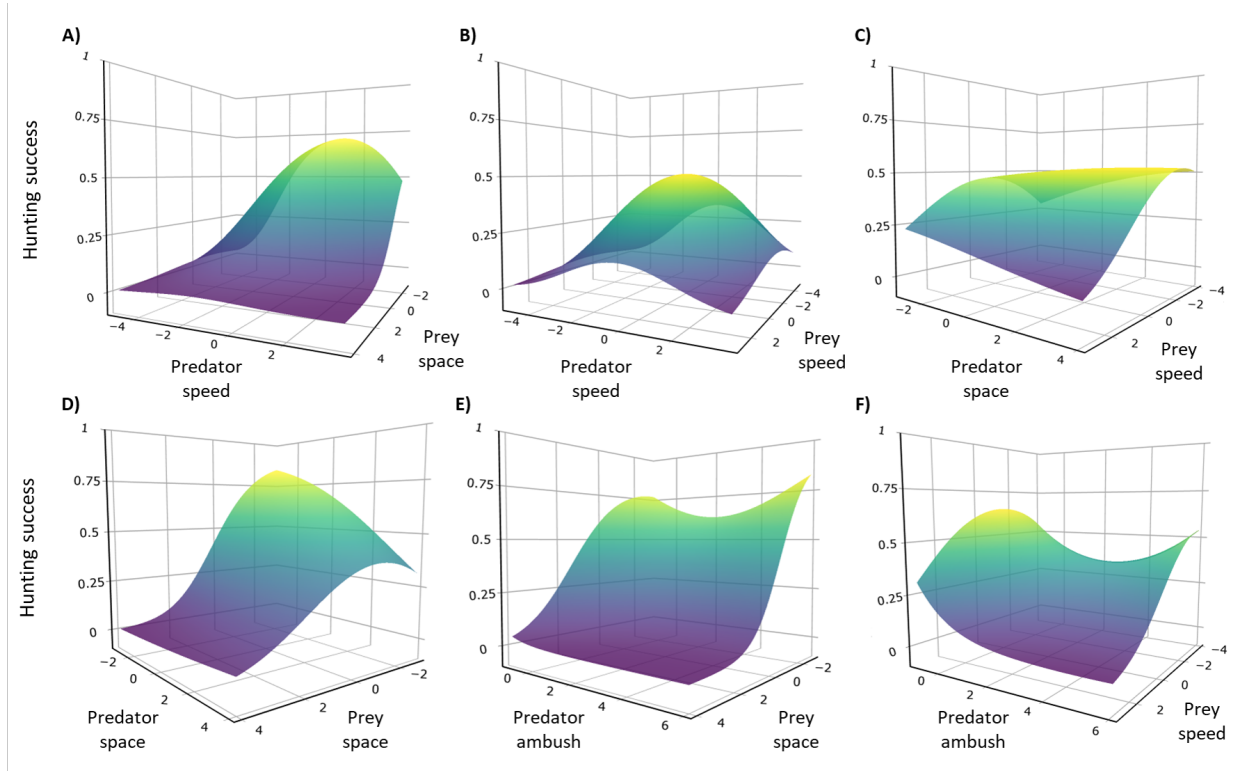 A)
B)
C)
Hunting success
1
0.75
0.5
0.25
0
−4
−2
0
2
Predator
speed
4
2
0
−2
Prey
space
1
0.75
0.5
0.25
0
−4
−2
0
2
Predator
speed
2
0
−2
−4
Prey
speed
1
0.75
0.5
0.25
0
−2
0
2
4
Predator
space
2
0
−2
−4
Prey
speed
D)
E)
F)
Hunting success
1
0.75
0.5
0.25
0
−2
0
2
4
Predator
space
4
2
0
−2
Prey
space
1
0.75
0.5
0.25
0
0
2
4
6
Predator
ambush
4
2
0
−2
Prey
space
1
0.75
0.5
0.25
0
0
2
4
6
Predator
ambush
2
0
−2
−4
Prey
speed